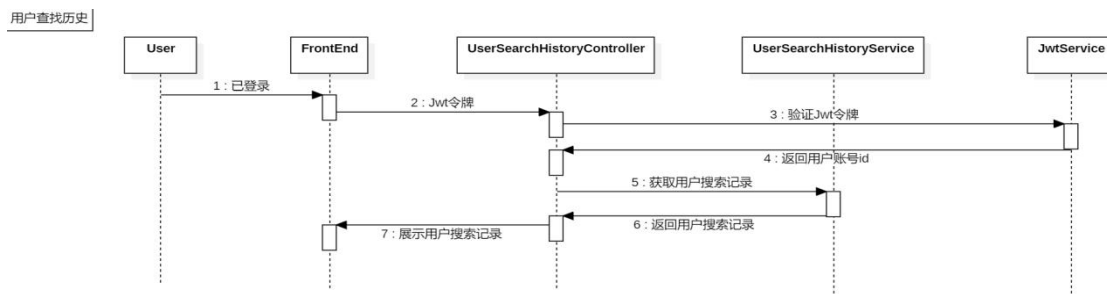 用户查找历史
User
FrontEnd
UserSearchHistoryController
UserSearchHistoryService
JwtService
1 : 已登录
2 : Jwt令牌
3 : 验证Jwt令牌
4 : 返回用户账号id
5 : 获取用户搜索记录
6 : 返回用户搜索记录
7 : 展示用户搜索记录